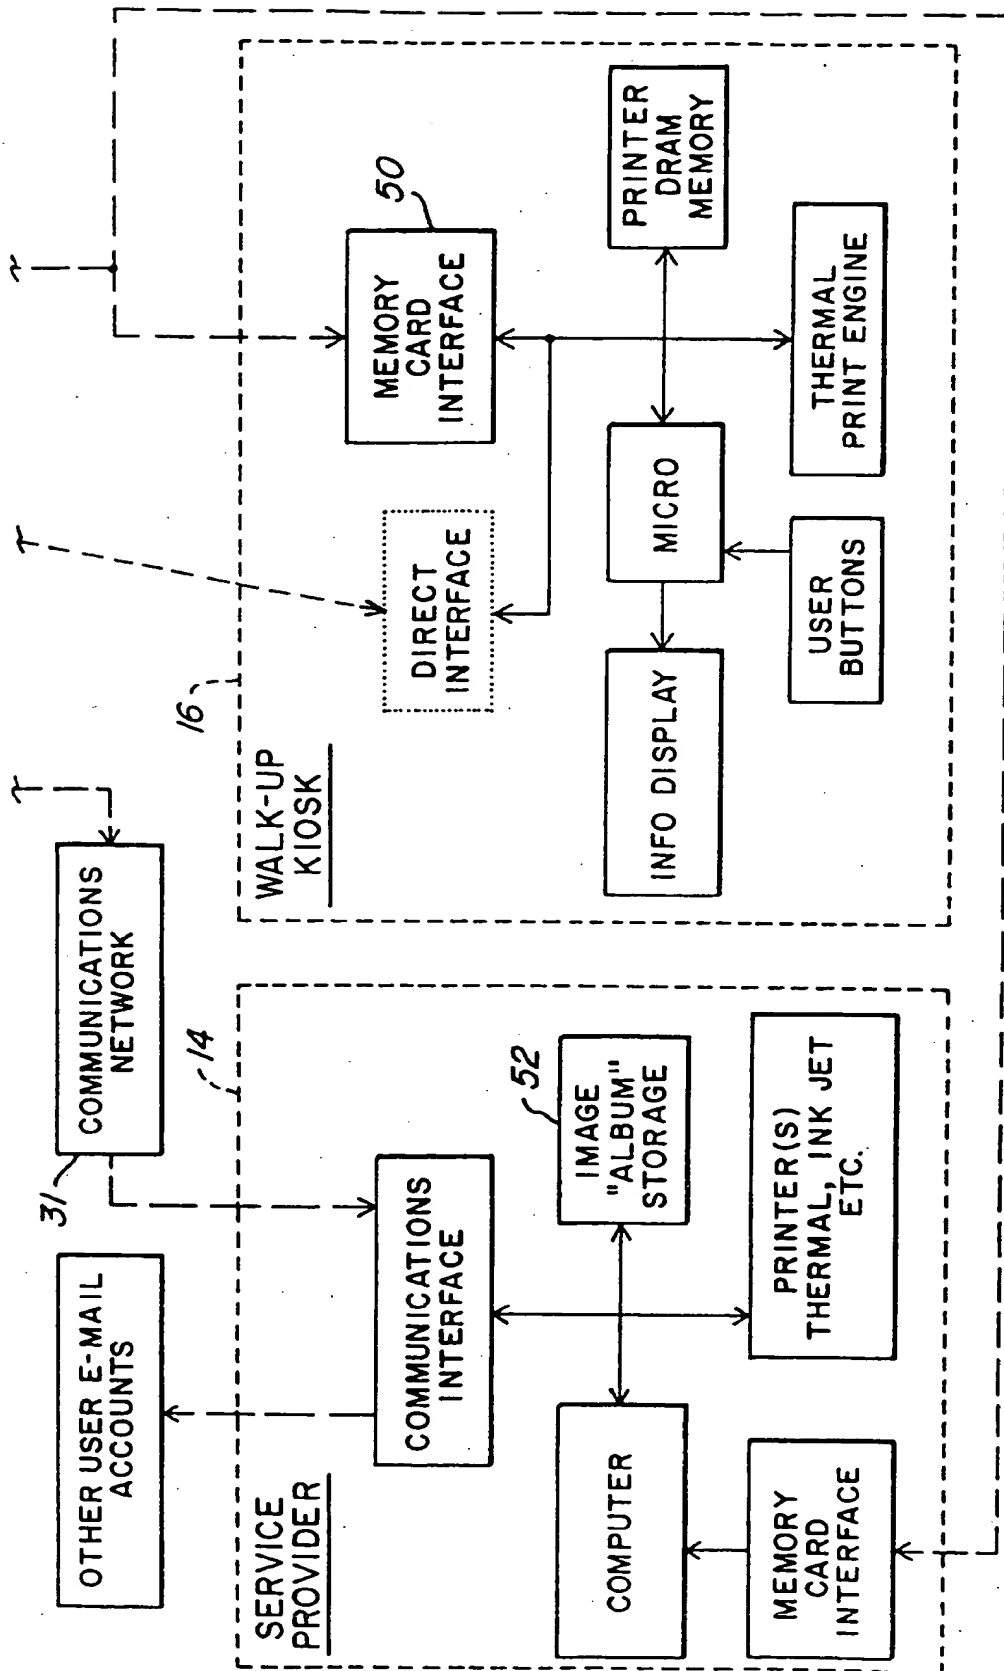 OTHER USER E-MAIL
ACCOUNTS
31
COMMUNICATIONS
NETWORK
SERVICE
PROVIDER
14
COMMUNICATIONS
INTERFACE
COMPUTER
IMAGE
"ALBUM"
STORAGE
52
MEMORY
CARD
INTERFACE
PRINTER(S)
THERMAL, INK JET
ETC.
WALK-UP
KIOSK
16
DIRECT
INTERFACE
MEMORY
CARD
INTERFACE
50
INFO DISPLAY
MICRO
PRINTER
DRAM
MEMORY
USER
BUTTONS
THERMAL
PRINT ENGINE